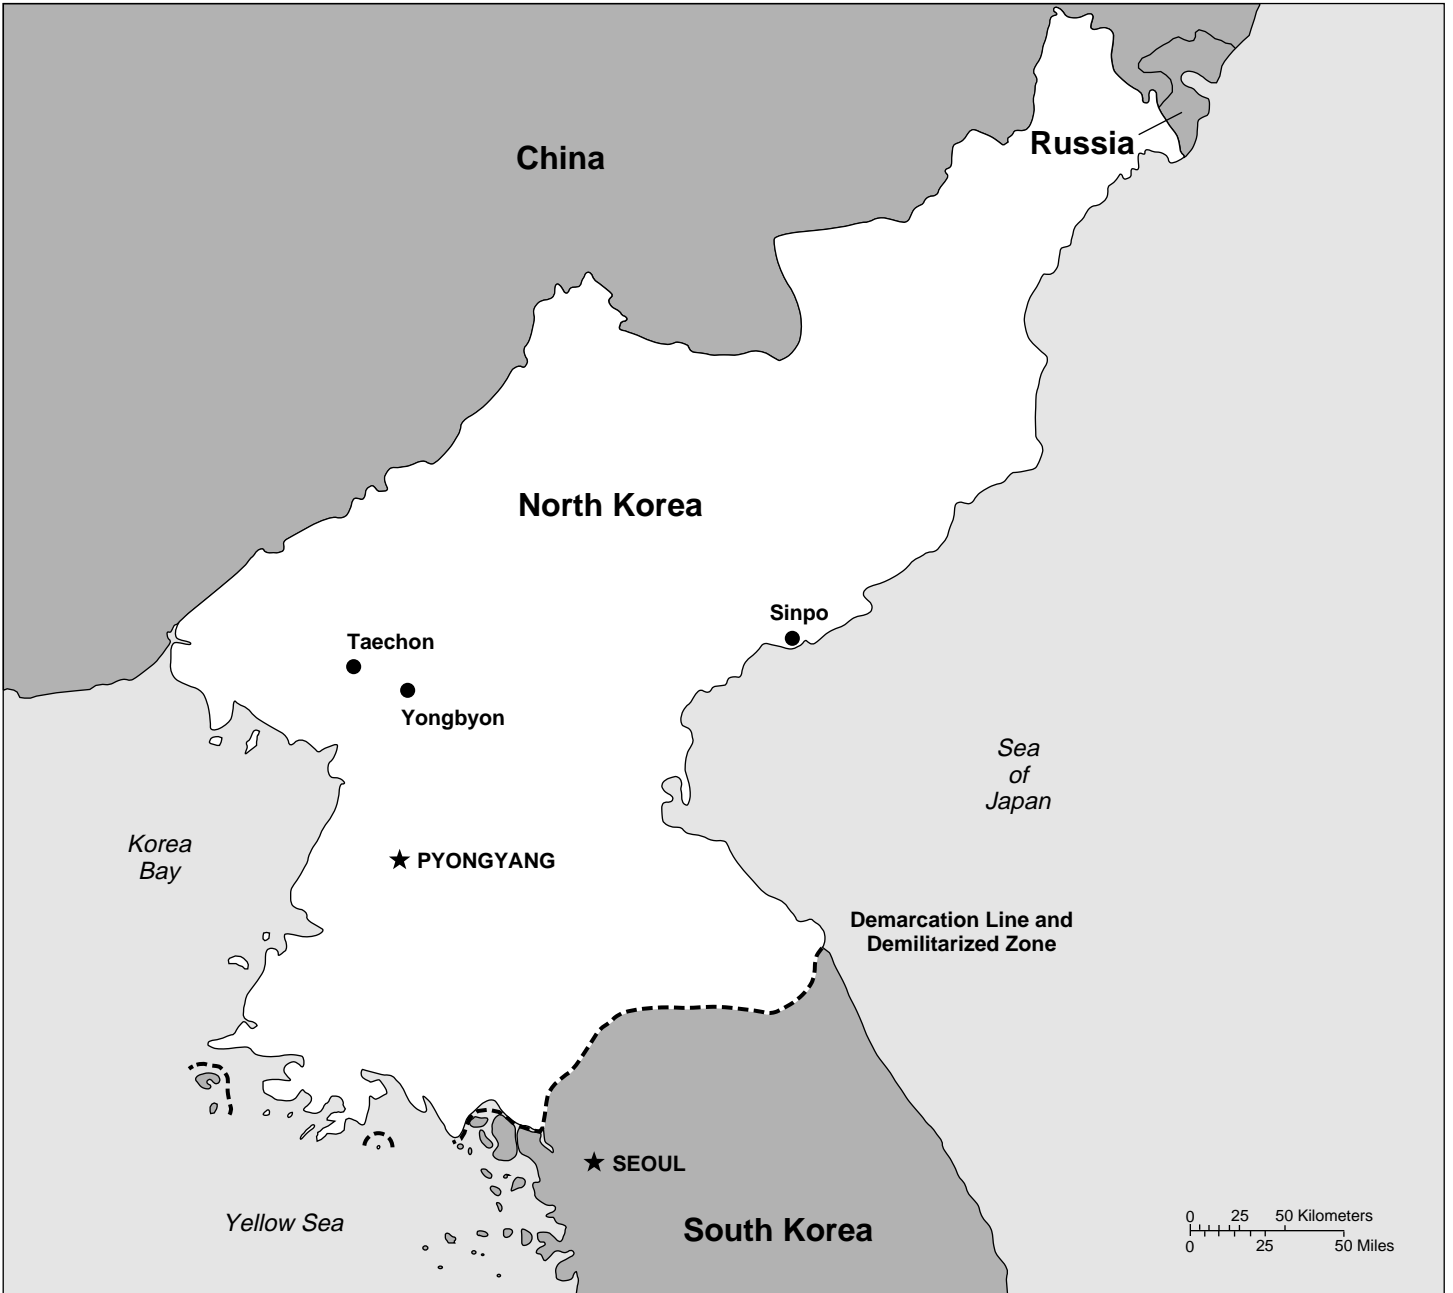 China
Russia
North Korea
Sinpo
Taechon
Yongbyon
Sea
of
Japan
Korea
Bay
PYONGYANG
Demarcation Line and
Demilitarized Zone
SEOUL
Yellow Sea
South Korea
0 25 50 Kilometers
0 25 50 Miles